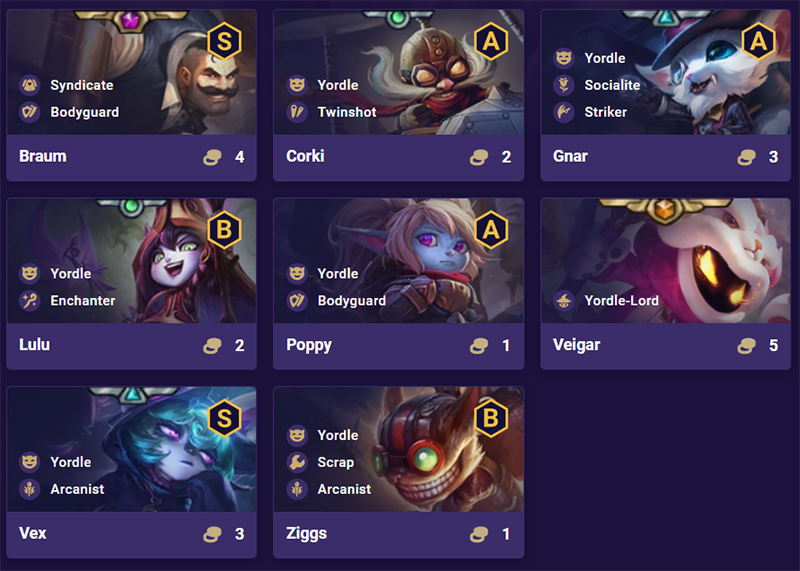 S
Syndicate
Bodyguard
Braum 4
A
Yordle
Twinshot
Corki 2
A
Yordle
Socialite
Striker
Gnar 3
B
Yordle
Enchanter
Lulu 2
A
Yordle
Bodyguard
Poppy 1
Yordle-Lord
Veigar 5
S
Yordle
Arcanist
Vex 3
B
Yordle
Scrap
Arcanist
Ziggs 1